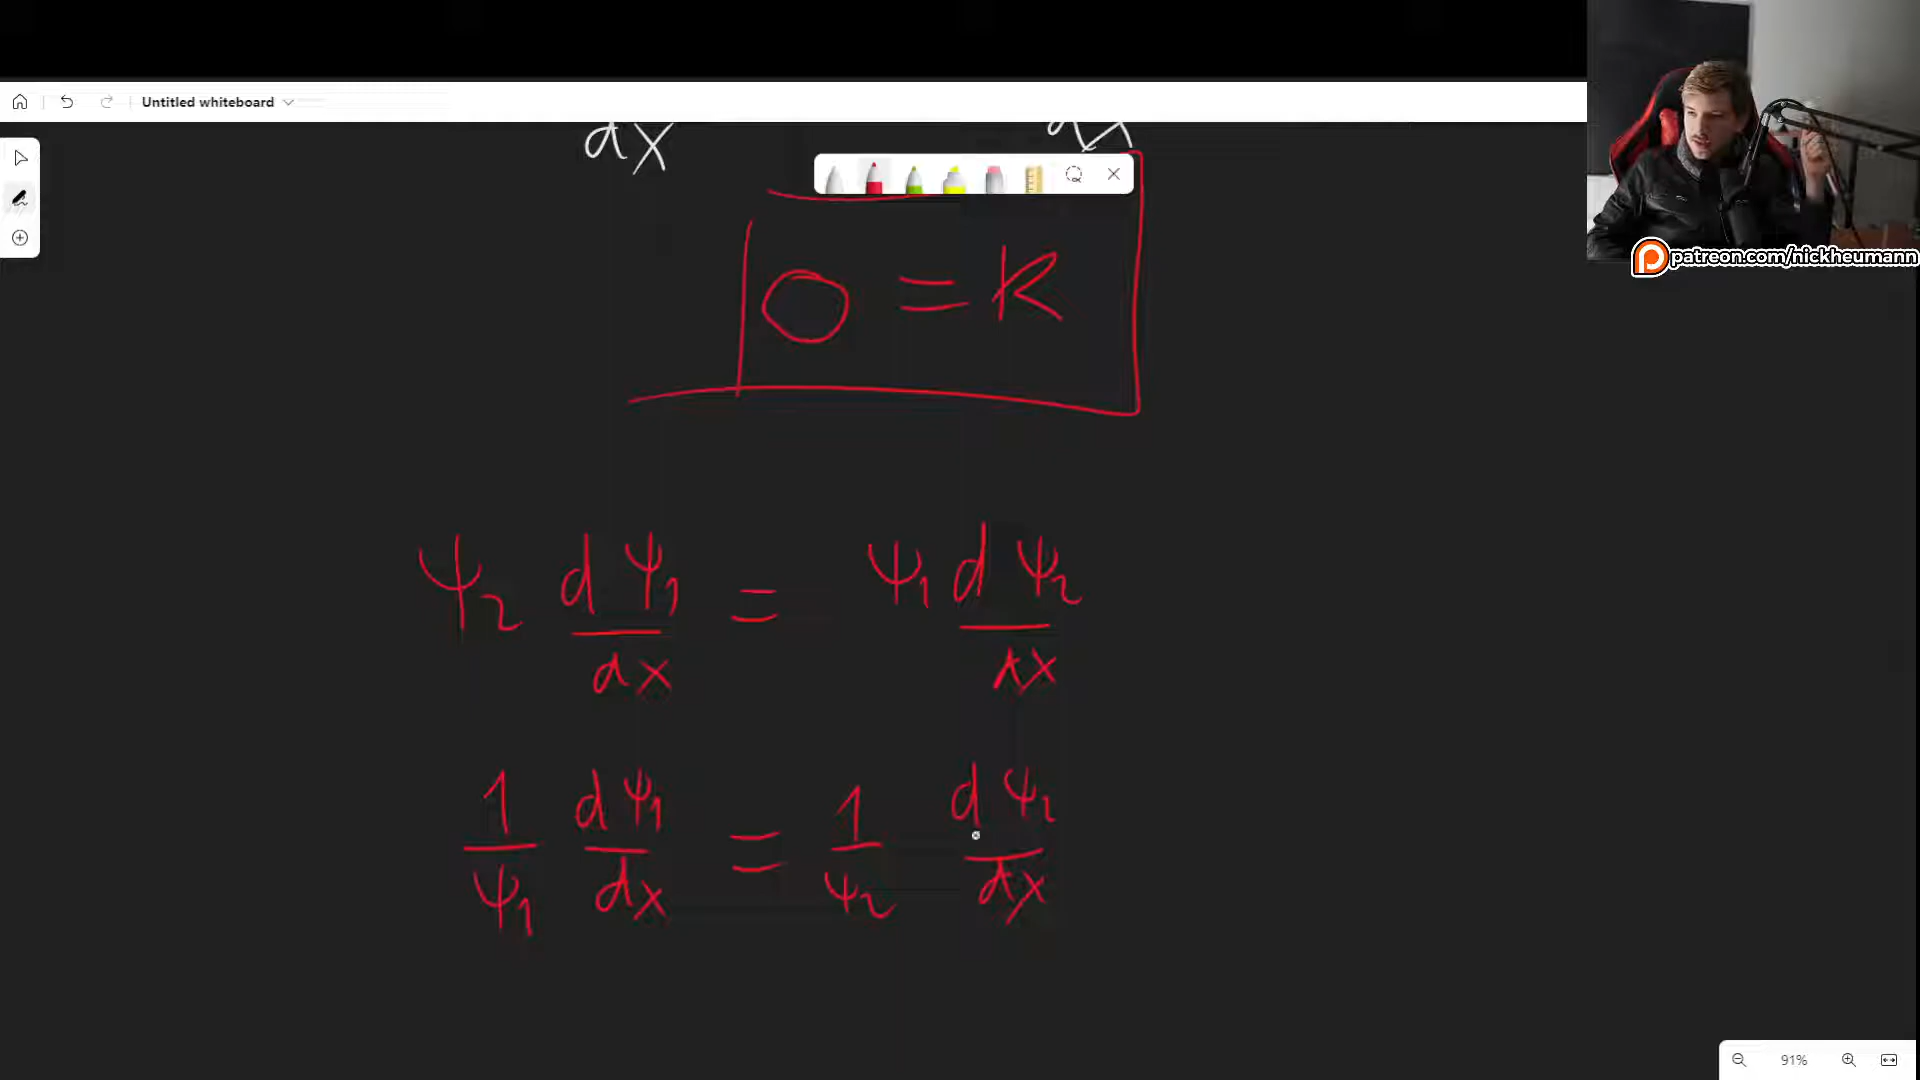 Untitled whiteboard
patreon.com/nickheumann
dx dx
0 = K
ψ₂ dψ₁/dx = ψ₁ dψ₂/dx
1/ψ₁ dψ₁/dx = 1/ψ₂ dψ₂/dx
91%